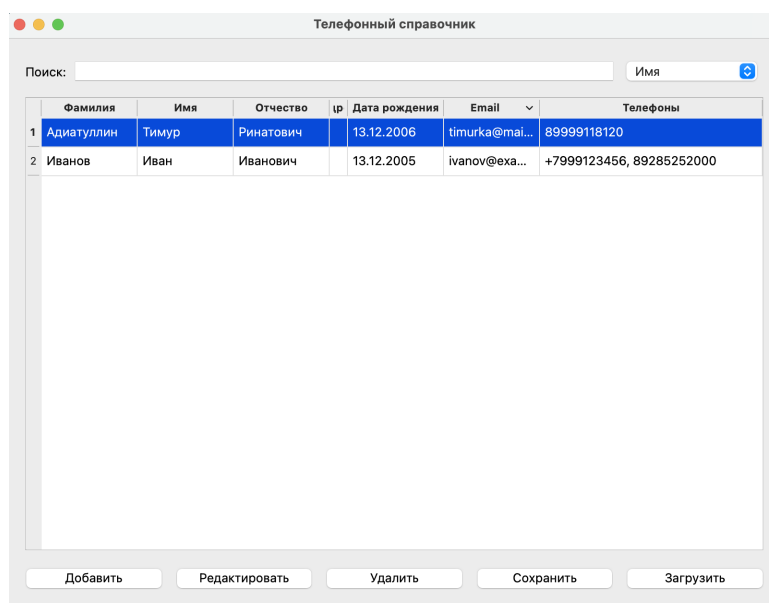 Телефонный справочник
Поиск: Имя
Фамилия Имя Отчество Дата рождения Email Телефоны
1 Адиатуллин Тимур Ринатович 13.12.2006 timurka@mai... 89999118120
2 Иванов Иван Иванович 13.12.2005 ivanov@exa... +7999123456, 89285252000
Добавить Редактировать Удалить Сохранить Загрузить